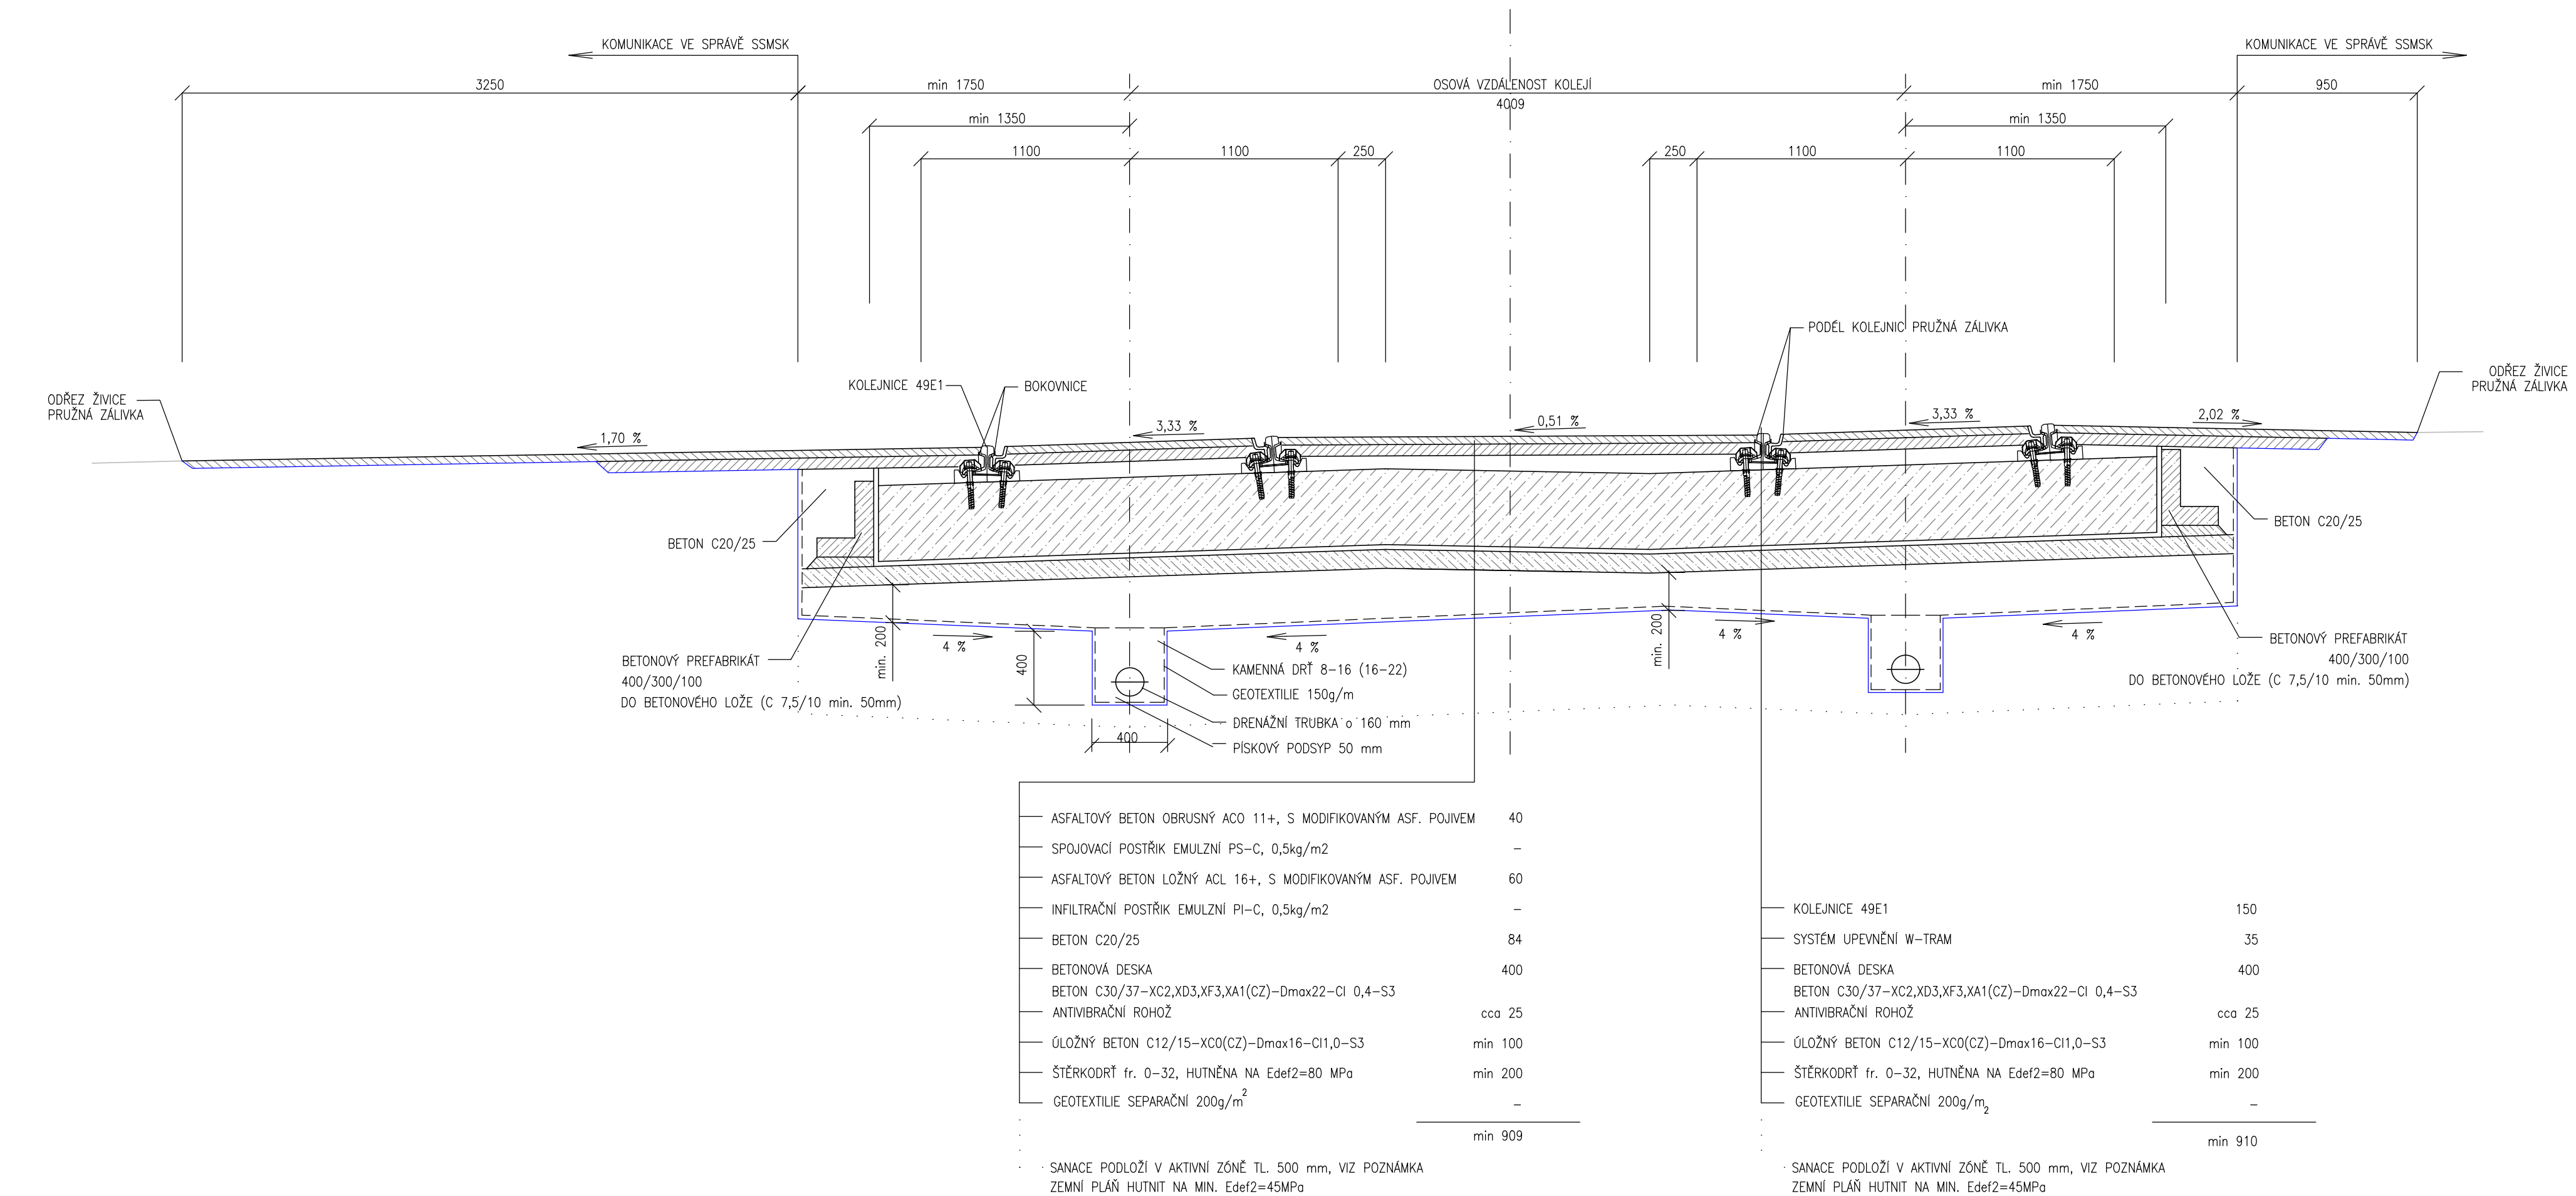 KOMUNIKACE VE SPRÁVĚ SSMSK
KOMUNIKACE VE SPRÁVĚ SSMSK
3250
min 1750
OSOVÁ VZDÁLENOST KOLEJÍ
4009
min 1750
950
min 1350
min 1350
1100
1100
250
250
1100
1100
PODÉL KOLEJNIC PRUŽNÁ ZÁLIVKA
KOLEJNICE 49E1
BOKOVNICE
ODŘEZ ŽIVICE
PRUŽNÁ ZÁLIVKA
ODŘEZ ŽIVICE
PRUŽNÁ ZÁLIVKA
1,70 %
3,33 %
0,51 %
3,33 %
2,02 %
BETON C20/25
BETON C20/25
BETONOVÝ PREFABRIKÁT
400/300/100
DO BETONOVÉHO LOŽE (C 7,5/10 min. 50mm)
min. 200
4 %
400
4 %
400
KAMENNÁ DRŤ 8-16 (16-22)
GEOTEXTILIE 150g/m
DRENÁŽNÍ TRUBKA o 160 mm
PÍSKOVÝ PODSYP 50 mm
min. 200
4 %
4 %
BETONOVÝ PREFABRIKÁT
400/300/100
DO BETONOVÉHO LOŽE (C 7,5/10 min. 50mm)
ASFALTOVÝ BETON OBRUSNÝ ACO 11+, S MODIFIKOVANÝM ASF. POJIVEM 40
SPOJOVACÍ POSTŘIK EMULZNÍ PS-C, 0,5kg/m2 -
ASFALTOVÝ BETON LOŽNÝ ACL 16+, S MODIFIKOVANÝM ASF. POJIVEM 60
INFILTRAČNÍ POSTŘIK EMULZNÍ PI-C, 0,5kg/m2 -
BETON C20/25 84
BETONOVÁ DESKA 400
BETON C30/37-XC2,XD3,XF3,XA1(CZ)-Dmax22-Cl 0,4-S3
ANTIVIBRAČNÍ ROHOŽ cca 25
ÚLOŽNÝ BETON C12/15-XC0(CZ)-Dmax16-Cl1,0-S3 min 100
ŠTĚRKODRŤ fr. 0-32, HUTNĚNA NA Edef2=80 MPa min 200
GEOTEXTILIE SEPARAČNÍ 200g/m2 -
min 909
SANACE PODLOŽÍ V AKTIVNÍ ZÓNĚ TL. 500 mm, VIZ POZNÁMKA
ZEMNÍ PLÁŇ HUTNIT NA MIN. Edef2=45MPa
KOLEJNICE 49E1 150
SYSTÉM UPEVNĚNÍ W-TRAM 35
BETONOVÁ DESKA 400
BETON C30/37-XC2,XD3,XF3,XA1(CZ)-Dmax22-Cl 0,4-S3
ANTIVIBRAČNÍ ROHOŽ cca 25
ÚLOŽNÝ BETON C12/15-XC0(CZ)-Dmax16-Cl1,0-S3 min 100
ŠTĚRKODRŤ fr. 0-32, HUTNĚNA NA Edef2=80 MPa min 200
GEOTEXTILIE SEPARAČNÍ 200g/m2 -
min 910
SANACE PODLOŽÍ V AKTIVNÍ ZÓNĚ TL. 500 mm, VIZ POZNÁMKA
ZEMNÍ PLÁŇ HUTNIT NA MIN. Edef2=45MPa